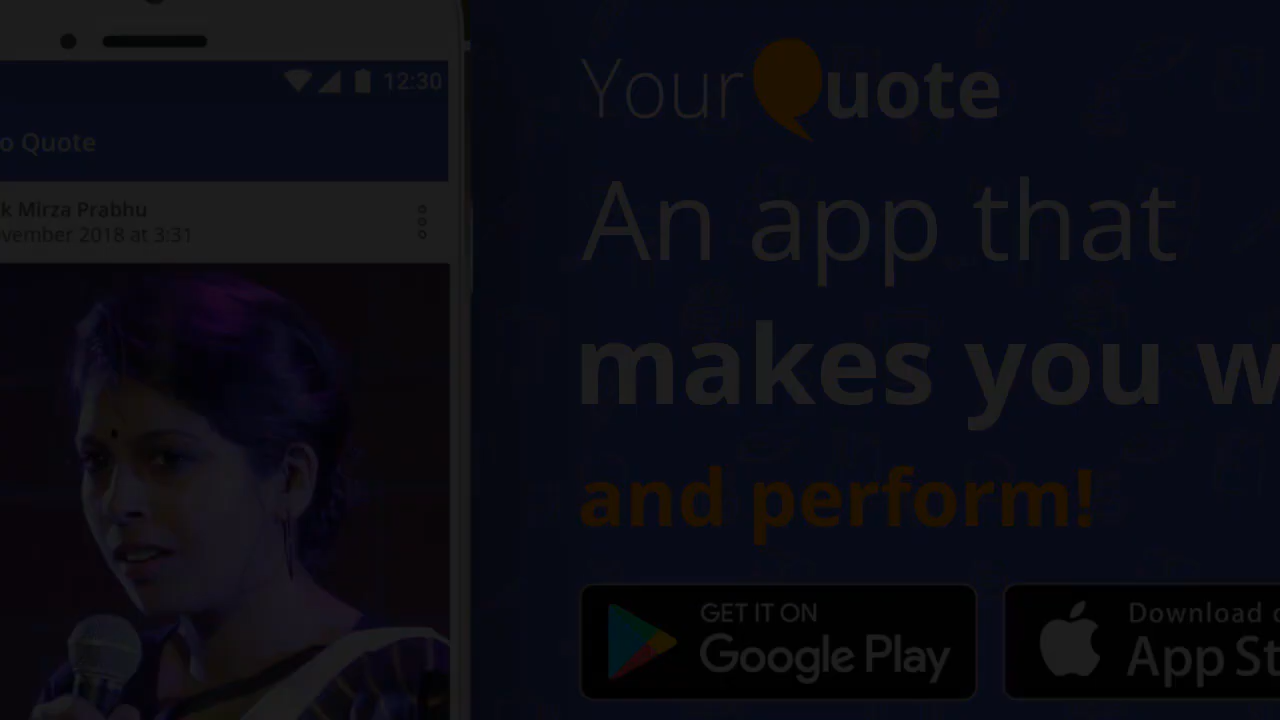 12:30
o Quote
k Mirza Prabhu
vember 2018 at 3:31
YourQuote
An app that
makes you w
and perform!
GET IT ON
Google Play
Download o
App St